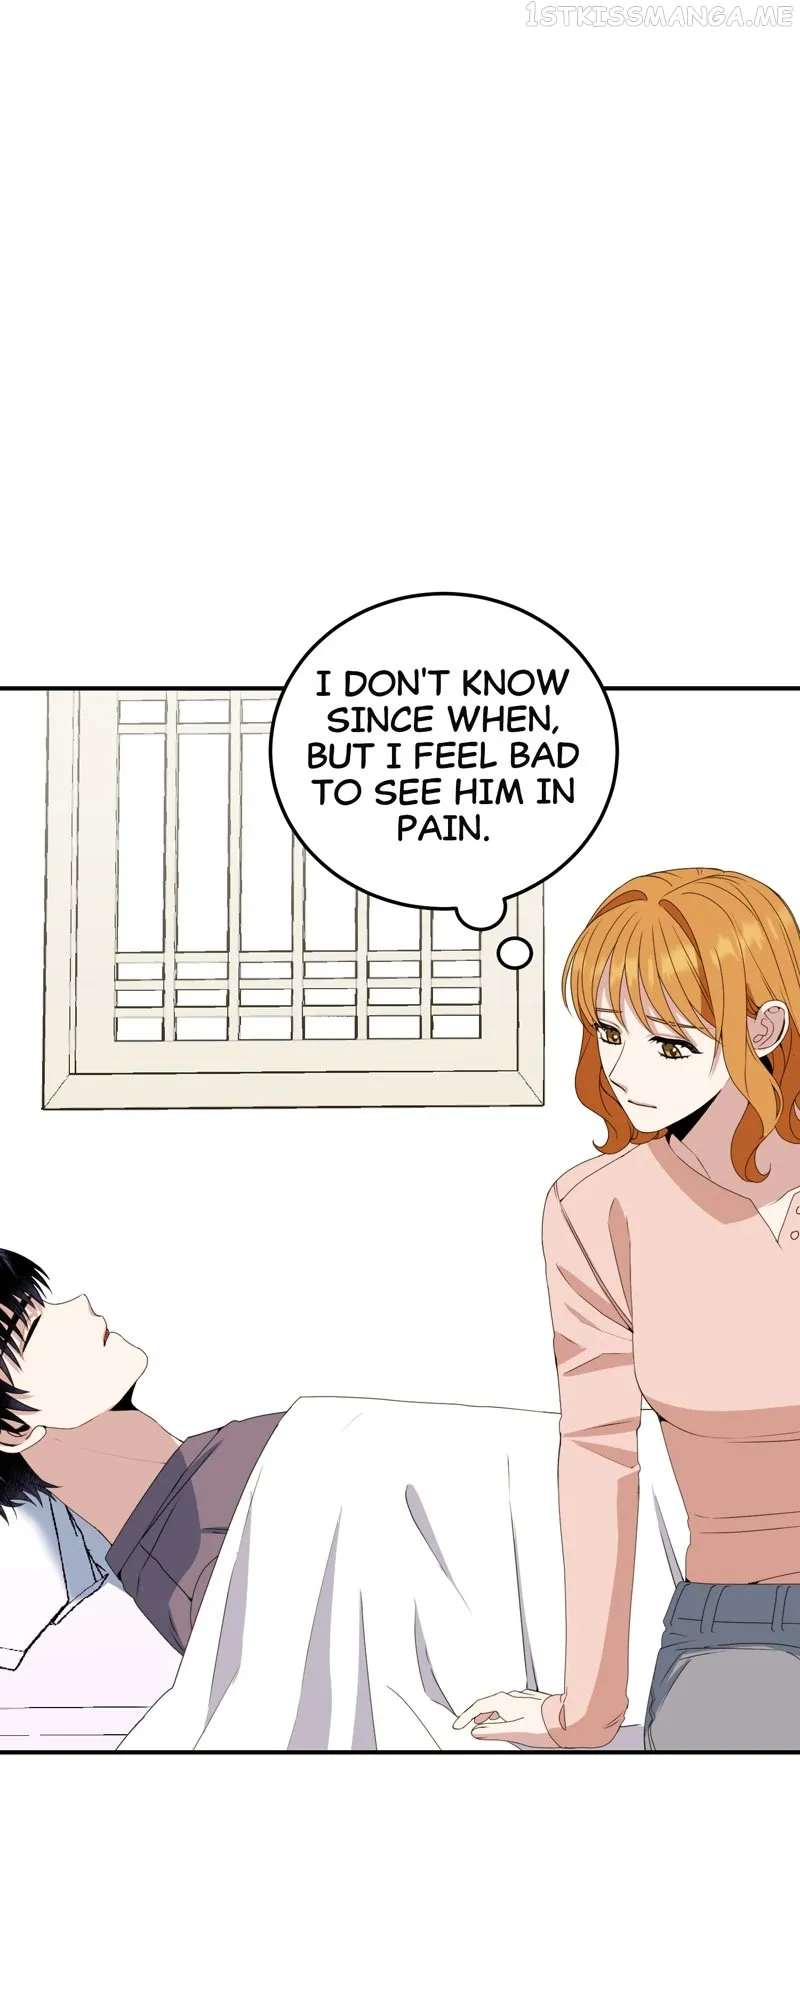 1STKISSMANGA.ME
I DON'T KNOW
SINCE WHEN,
BUT I FEEL BAD
TO SEE HIM IN
PAIN.